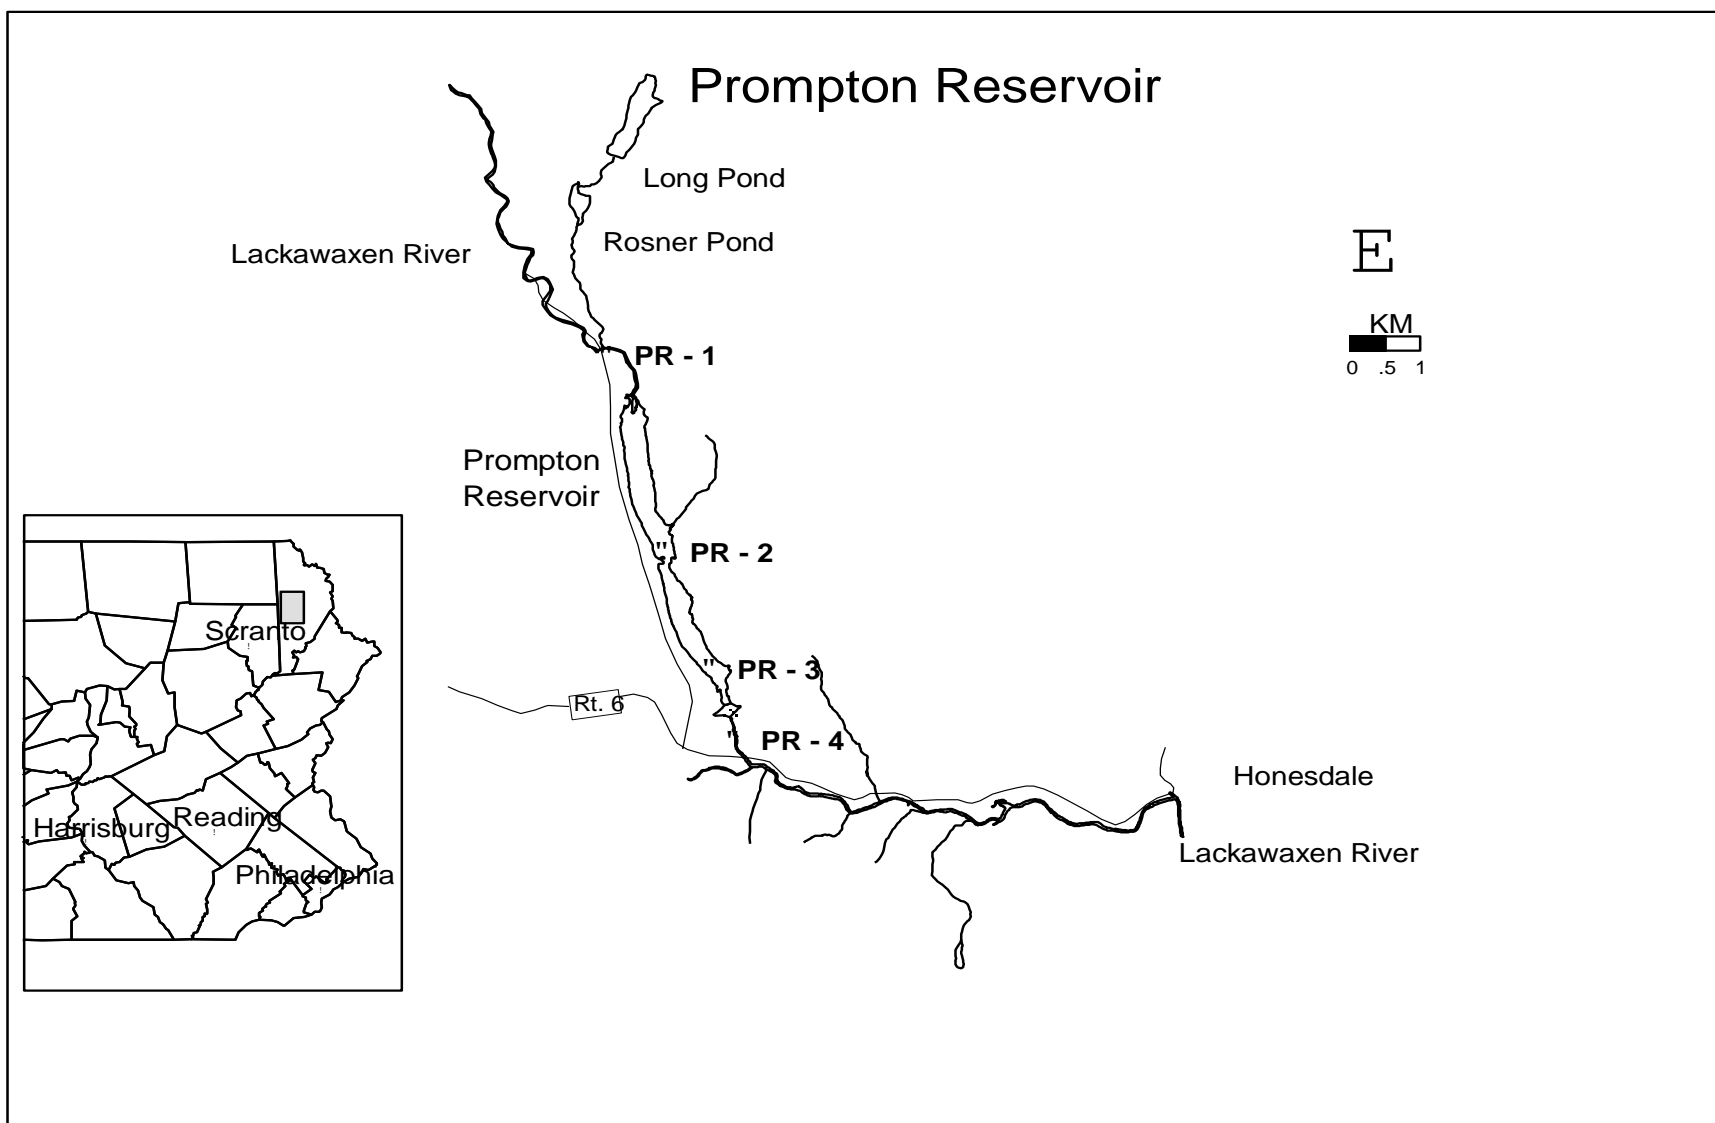 Prompton Reservoir
Long Pond
Rosner Pond
Lackawaxen River
E
KM
0 .5 1
PR - 1
Prompton
Reservoir
PR - 2
Scranto
PR - 3
Rt. 6
PR - 4
Honesdale
Reading
Harrisburg
Lackawaxen River
Philadelphia